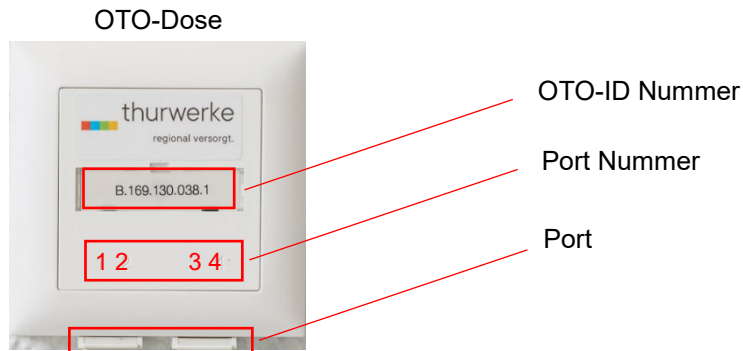 OTO-Dose
thurwerke
regional versorgt.
OTO-ID Nummer
B.169.130.038.1
Port Nummer
1 2 3 4
Port